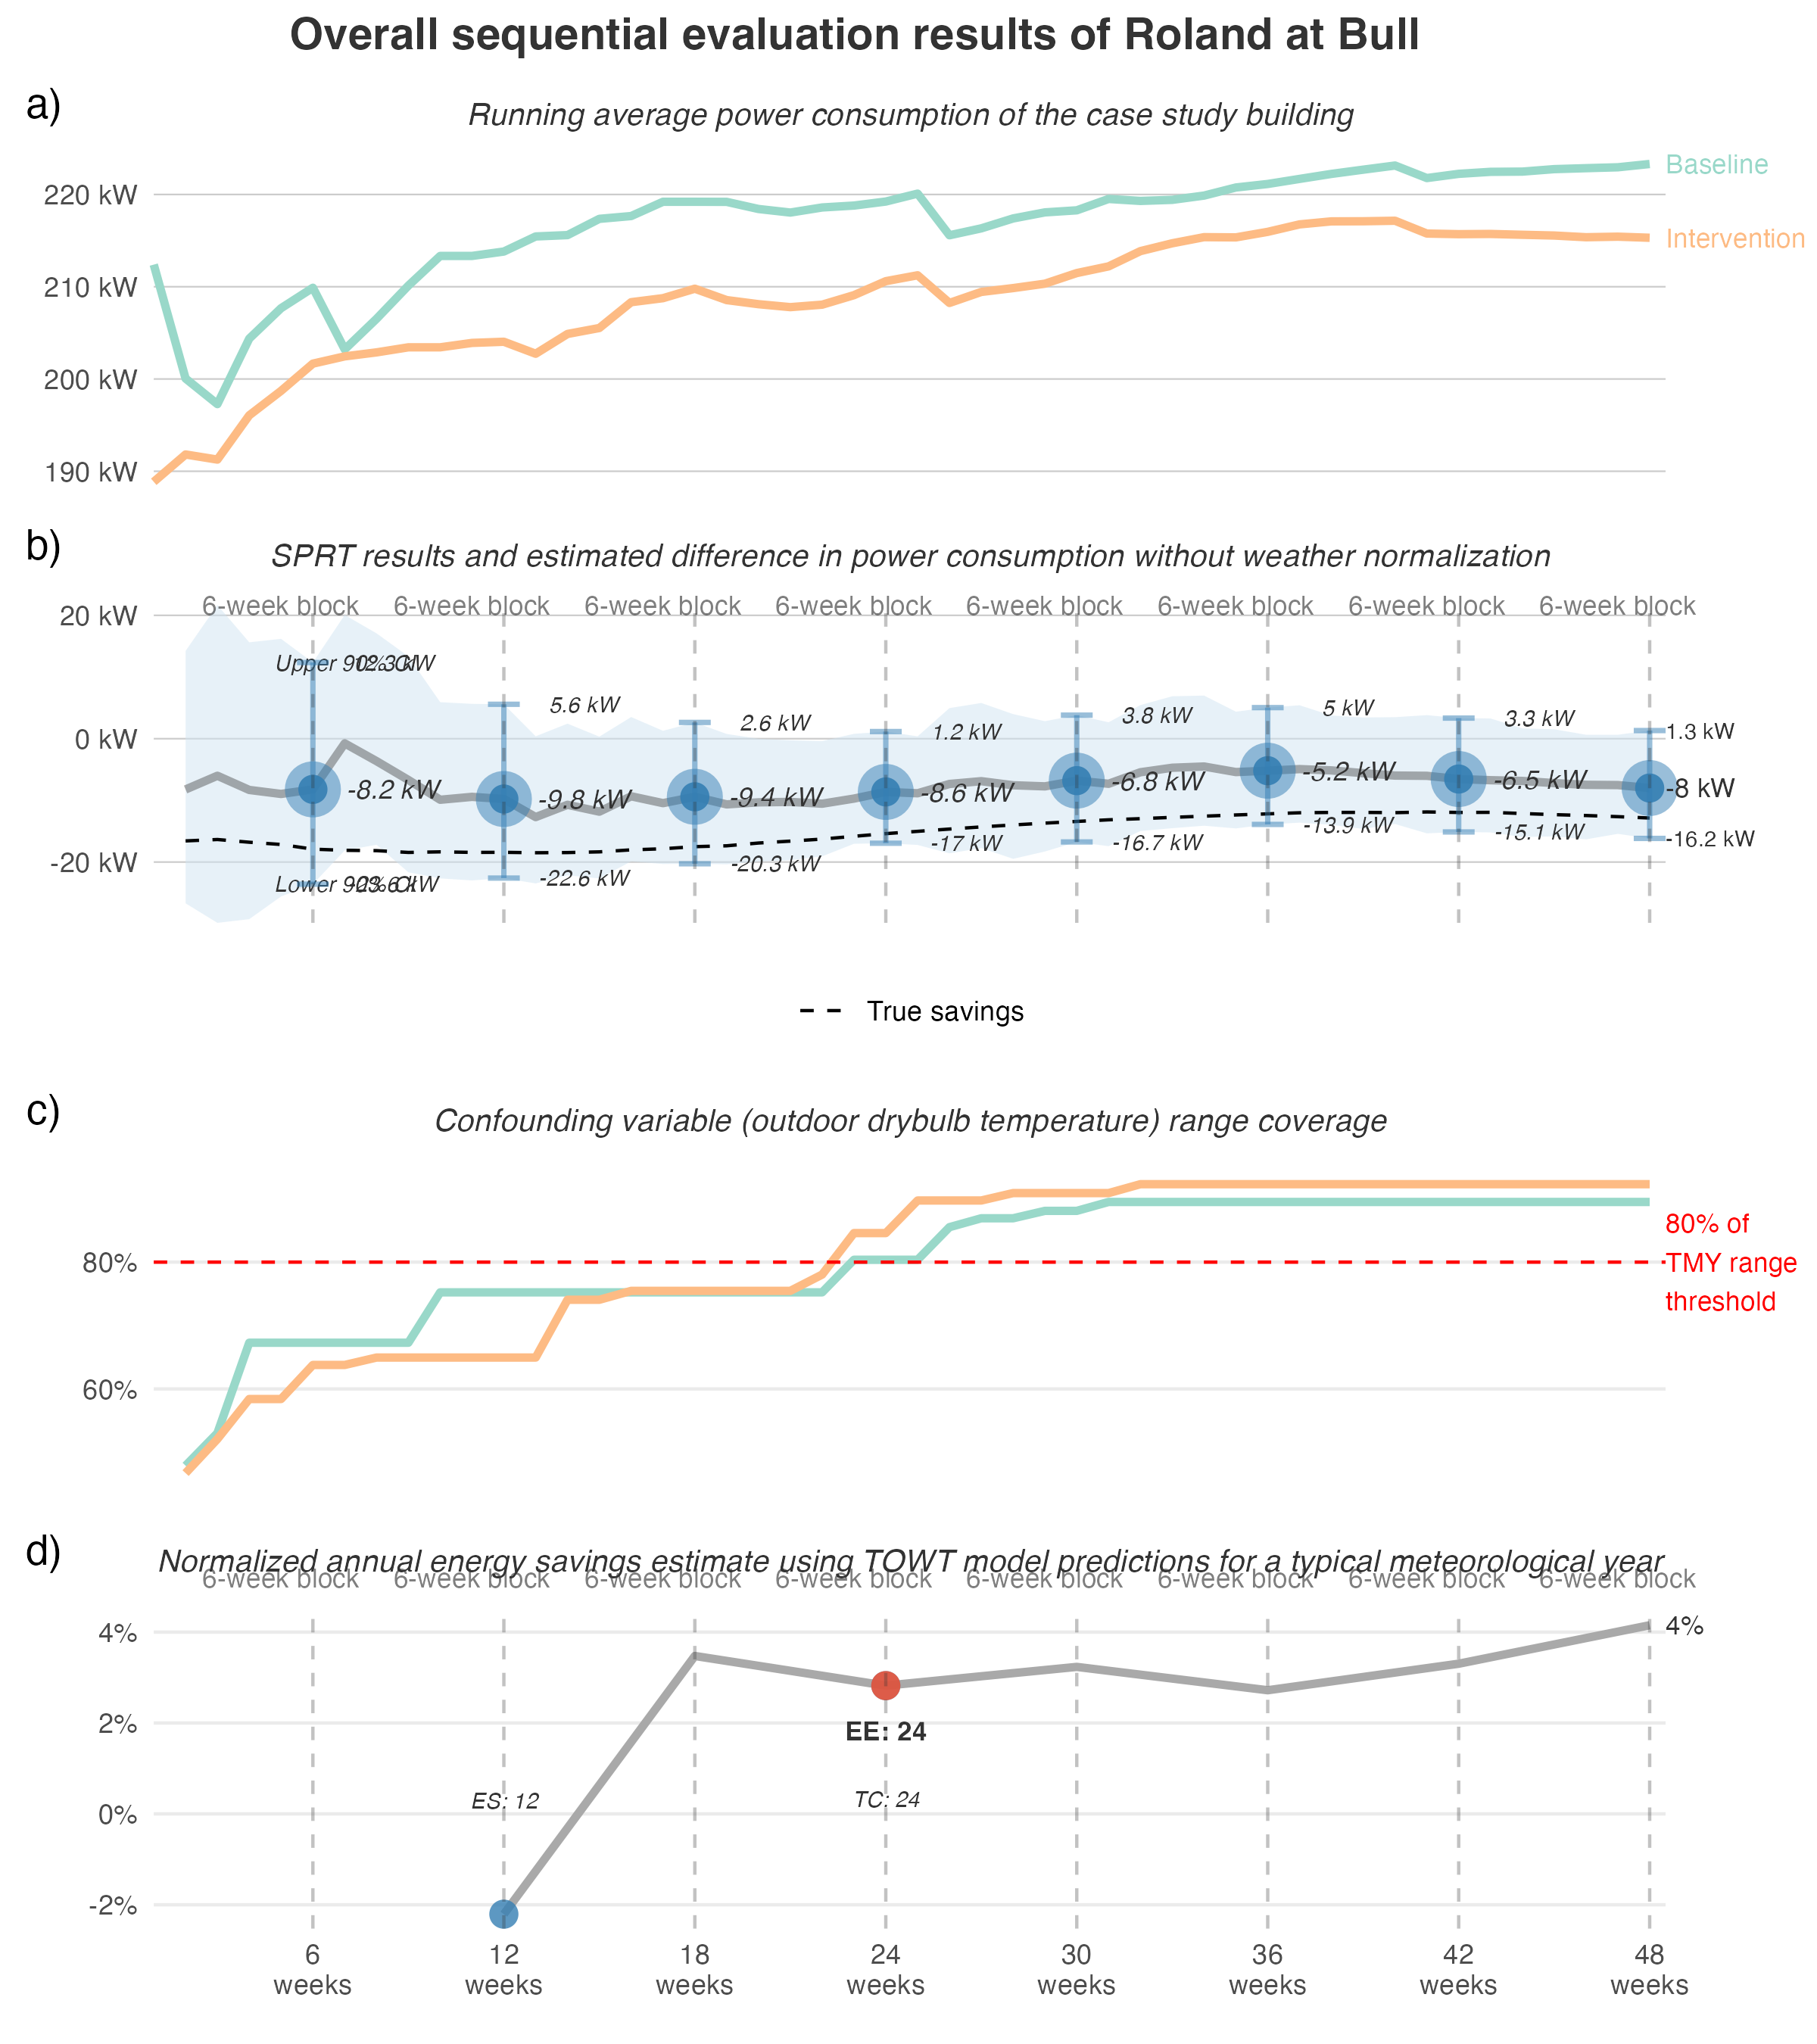 Overall sequential evaluation results of Roland at Bull
a)
Running average power consumption of the case study building
220 kW
210 kW
200 kW
190 kW
Baseline
Intervention
b)
SPRT results and estimated difference in power consumption without weather normalization
6-week block 6-week block 6-week block 6-week block 6-week block 6-week block 6-week block 6-week block
20 kW
0 kW
-20 kW
Upper 90% CI 12.3 kW
5.6 kW
2.6 kW
1.2 kW
3.8 kW
5 kW
3.3 kW
1.3 kW
-8.2 kW
-9.8 kW
-9.4 kW
-8.6 kW
-6.8 kW
-5.2 kW
-6.5 kW
-8 kW
Lower 90% CI -23.6 kW
-22.6 kW
-20.3 kW
-17 kW
-16.7 kW
-13.9 kW
-15.1 kW
-16.2 kW
True savings
c)
Confounding variable (outdoor drybulb temperature) range coverage
80%
60%
80% of
TMY range
threshold
d)
Normalized annual energy savings estimate using TOWT model predictions for a typical meteorological year
6-week block 6-week block 6-week block 6-week block 6-week block 6-week block 6-week block 6-week block
4%
2%
0%
-2%
4%
EE: 24
ES: 12
TC: 24
6
weeks
12
weeks
18
weeks
24
weeks
30
weeks
36
weeks
42
weeks
48
weeks